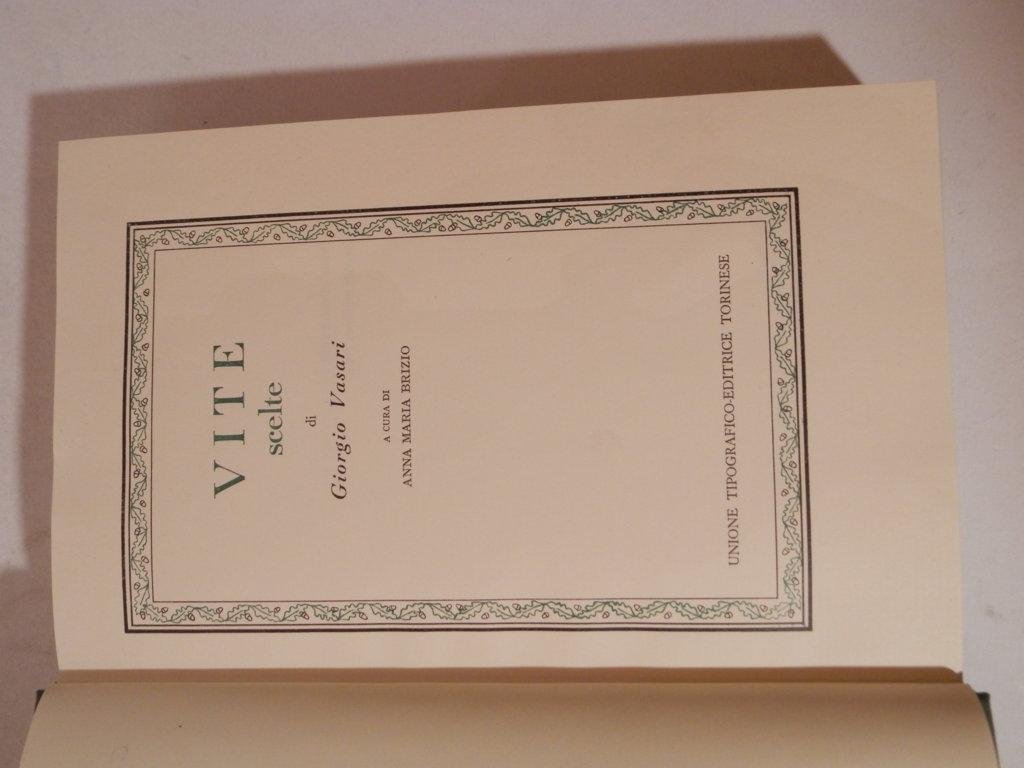 VITE
scelte
di
Giorgio Vasari
A CURA DI
ANNA MARIA BRIZIO
UNIONE TIPOGRAFICO-EDITRICE TORINESE